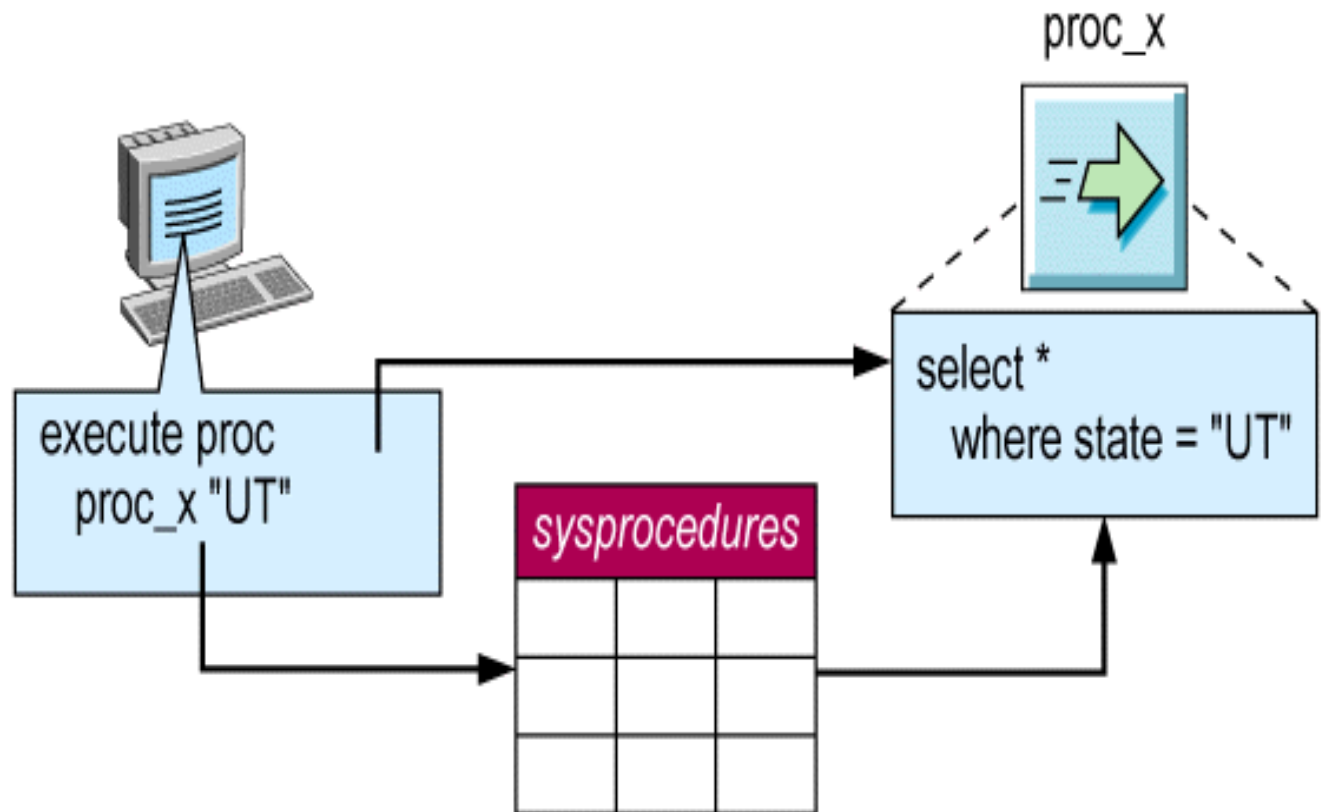 proc_x
execute proc
proc_x "UT"
sysprocedures
select *
where state = "UT"